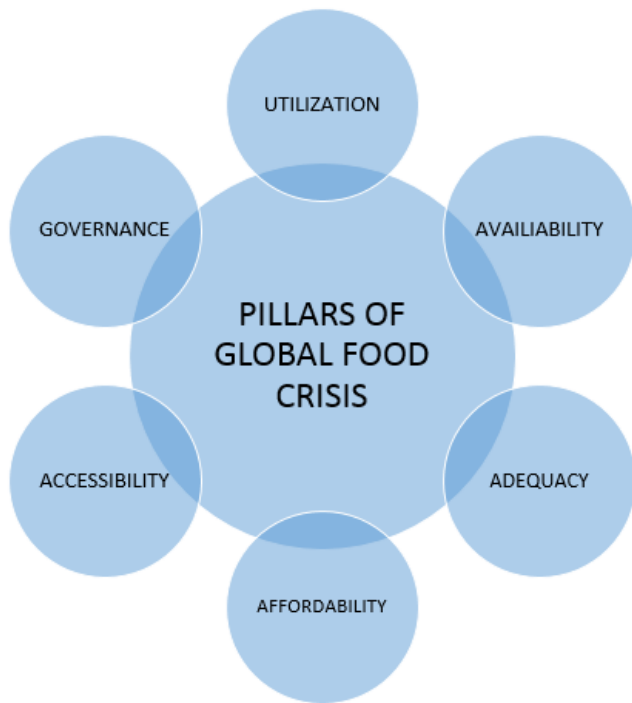 UTILIZATION
GOVERNANCE
AVAILIABILITY
PILLARS OF
GLOBAL FOOD
CRISIS
ACCESSIBILITY
ADEQUACY
AFFORDABILITY